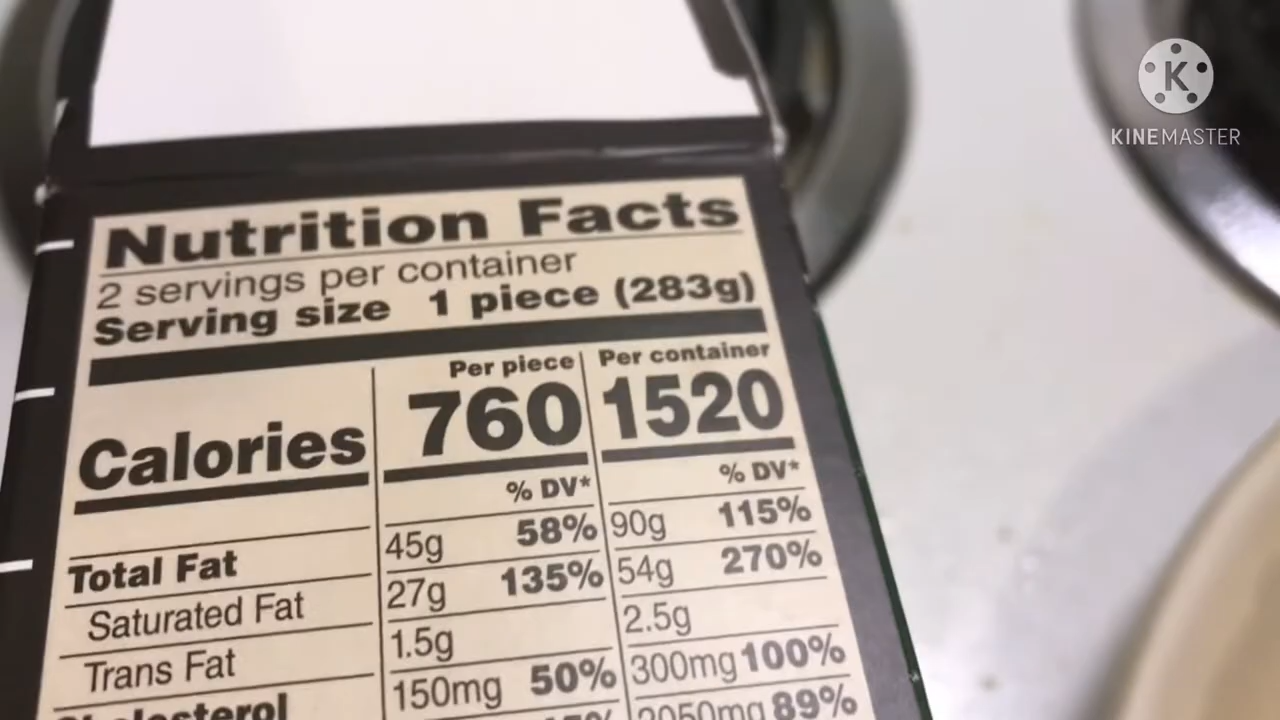 K
KINEMASTER
Nutrition Facts
2 servings per container
Serving size 1 piece (283g)
Per piece Per container
Calories 760 1520
% DV* % DV*
Total Fat 45g 58% 90g 115%
Saturated Fat 27g 135% 54g 270%
Trans Fat 1.5g 2.5g
Cholesterol 150mg 50% 300mg 100%
2050mg 89%